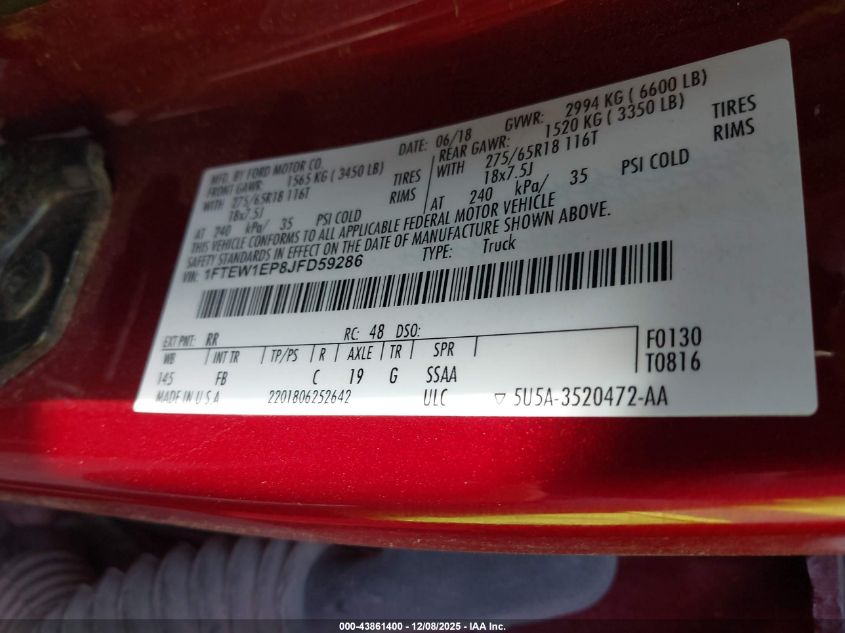 MFD. BY FORD MOTOR CO.
DATE: 06/18 GVWR: 2994 KG ( 6600 LB)
FRONT GAWR: 1565 KG ( 3450 LB) REAR GAWR: 1520 KG ( 3350 LB)
WITH 275/65R18 116T TIRES WITH 275/65R18 116T TIRES
18x7.5J RIMS 18x7.5J RIMS
AT 240 kPa/ 35 PSI COLD AT 240 kPa/ 35 PSI COLD
THIS VEHICLE CONFORMS TO ALL APPLICABLE FEDERAL MOTOR VEHICLE
SAFETY STANDARDS IN EFFECT ON THE DATE OF MANUFACTURE SHOWN ABOVE.
VIN: 1FTEW1EP8JFD59286 TYPE: Truck
EXT PNT: RR RC: 48 DSO: F0130
WB INT TR TP/PS R AXLE TR SPR T0816
145 FB C 19 G SSAA
MADE IN U S A 2201806252642 ULC ▽ 5U5A-3520472-AA
000-43861400 - 12/08/2025 - IAA Inc.